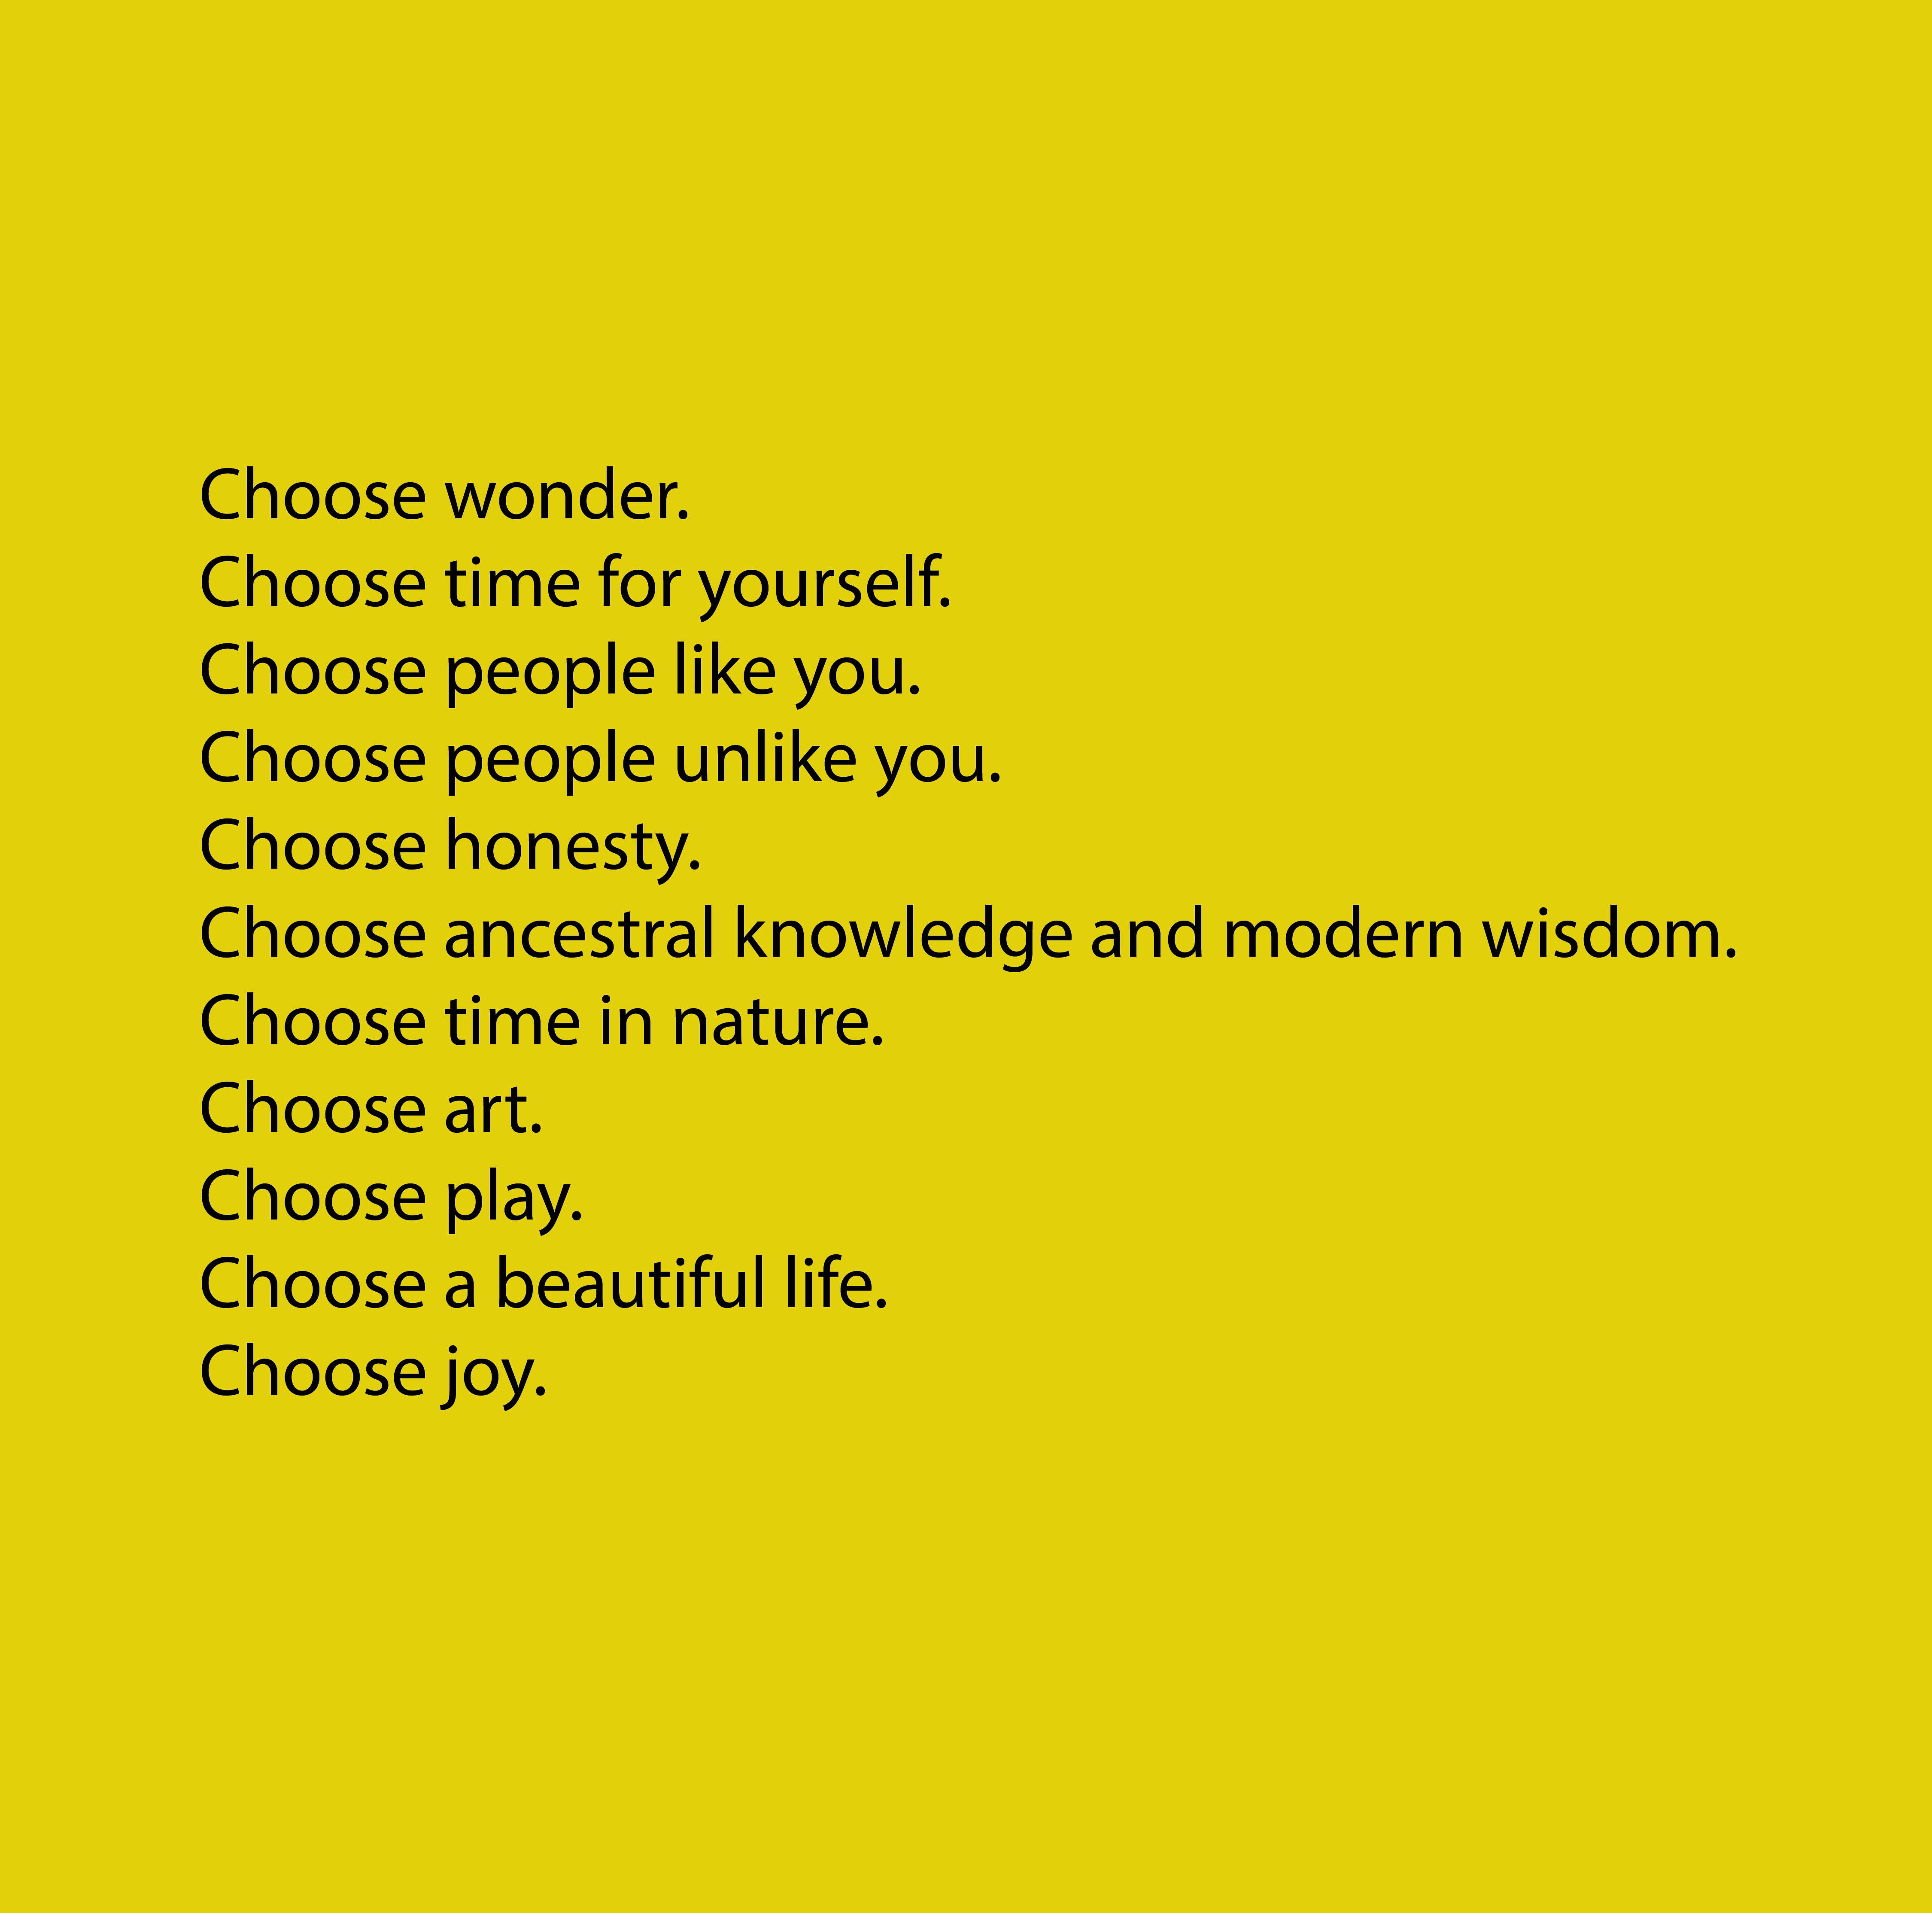 Choose wonder.
Choose time for yourself.
Choose people like you.
Choose people unlike you.
Choose honesty.
Choose ancestral knowledge and modern wisdom.
Choose time in nature.
Choose art.
Choose play.
Choose a beautiful life.
Choose joy.